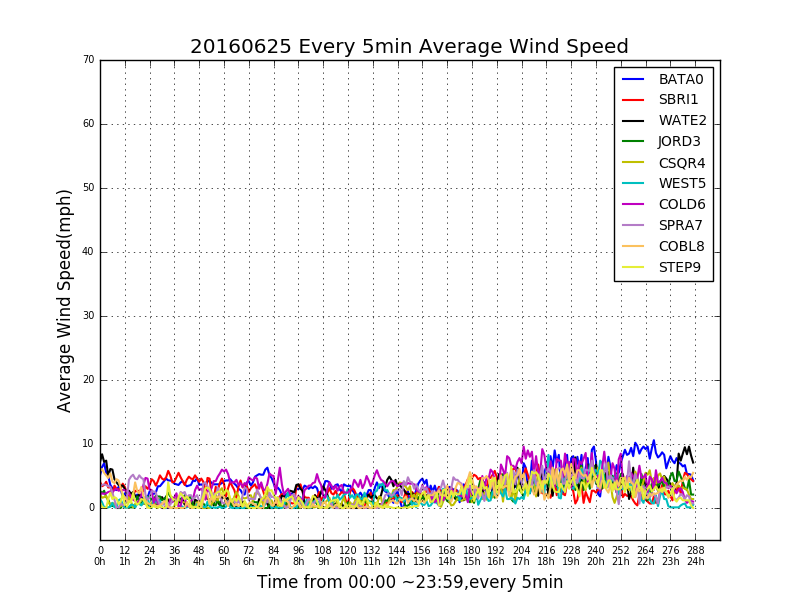 20160625 Every 5min Average Wind Speed
70
60
50
40
30
20
10
0
Average Wind Speed(mph)
BATA0
SBRI1
WATE2
JORD3
CSQR4
WEST5
COLD6
SPRA7
COBL8
STEP9
0 12 24 36 48 60 72 84 96 108 120 132 144 156 168 180 192 204 216 228 240 252 264 276 288
0h 1h 2h 3h 4h 5h 6h 7h 8h 9h 10h 11h 12h 13h 14h 15h 16h 17h 18h 19h 20h 21h 22h 23h 24h
Time from 00:00 ~23:59,every 5min